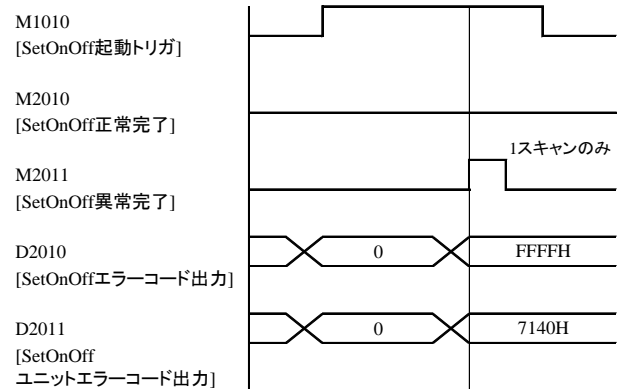 M1010
[SetOnOff起動トリガ]
M2010
[SetOnOff正常完了]
1スキャンのみ
M2011
[SetOnOff異常完了]
D2010
0
FFFFH
[SetOnOffエラーコード出力]
D2011
0
7140H
[SetOnOff
ユニットエラーコード出力]